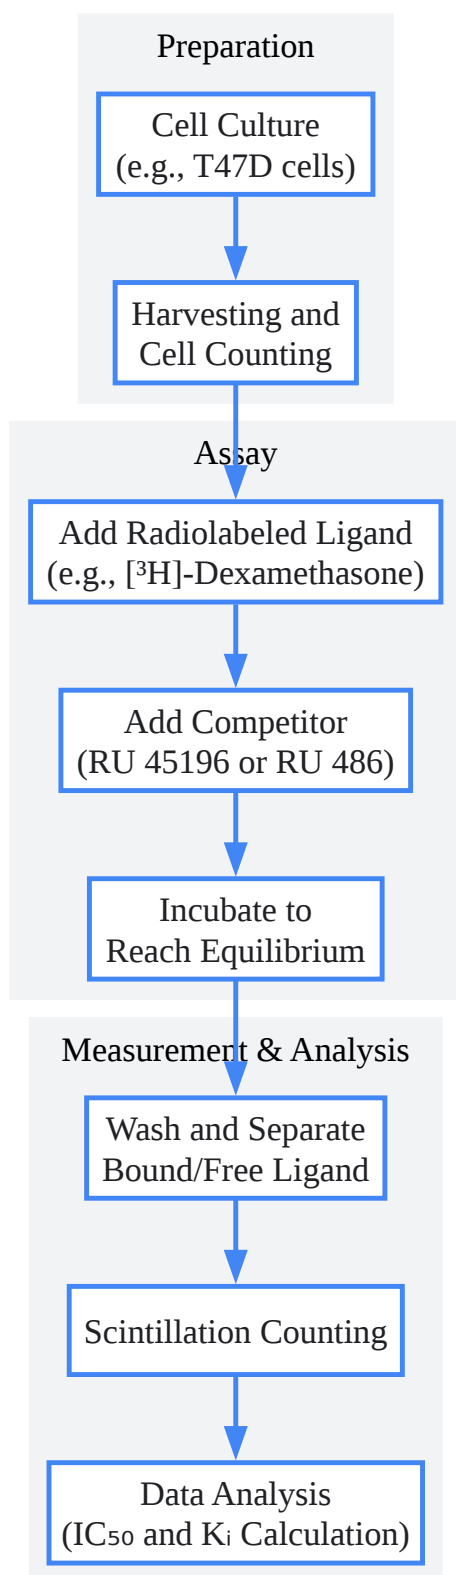 Preparation
Cell Culture
(e.g., T47D cells)
Harvesting and
Cell Counting
Assay
Add Radiolabeled Ligand
(e.g., [³H]-Dexamethasone)
Add Competitor
(RU 45196 or RU 486)
Incubate to
Reach Equilibrium
Measurement & Analysis
Wash and Separate
Bound/Free Ligand
Scintillation Counting
Data Analysis
(IC₅₀ and Kᵢ Calculation)